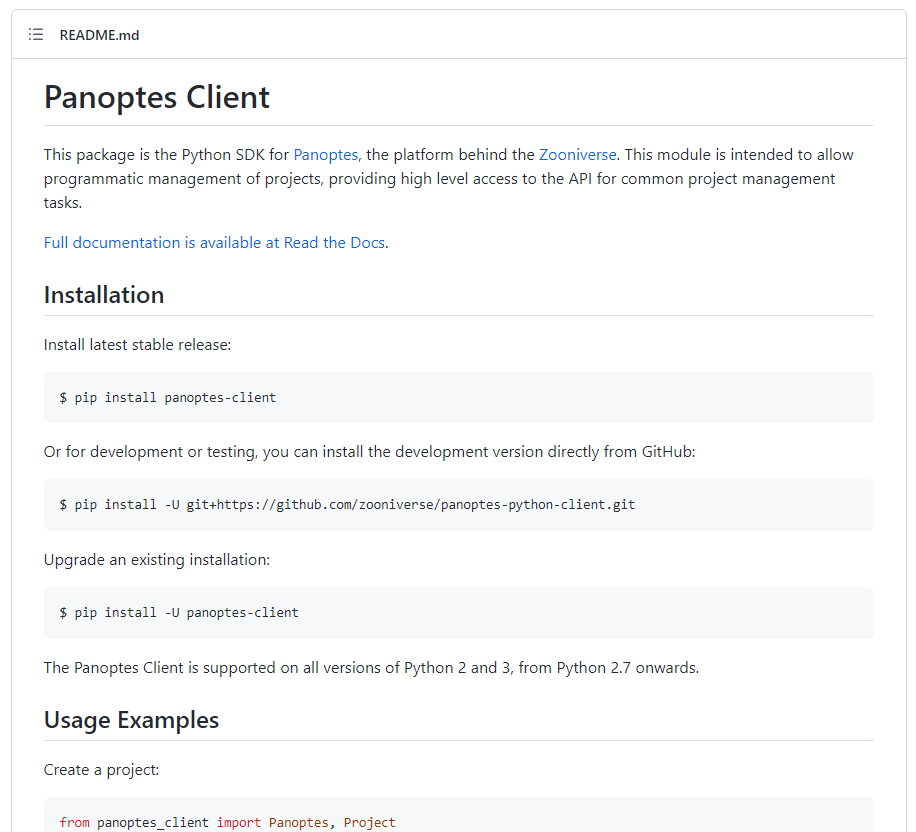 README.md
Panoptes Client
This package is the Python SDK for Panoptes, the platform behind the Zooniverse. This module is intended to allow
programmatic management of projects, providing high level access to the API for common project management
tasks.
Full documentation is available at Read the Docs.
Installation
Install latest stable release:
$ pip install panoptes-client
Or for development or testing, you can install the development version directly from GitHub:
$ pip install -U git+https://github.com/zooniverse/panoptes-python-client.git
Upgrade an existing installation:
$ pip install -U panoptes-client
The Panoptes Client is supported on all versions of Python 2 and 3, from Python 2.7 onwards.
Usage Examples
Create a project:
from panoptes_client import Panoptes, Project